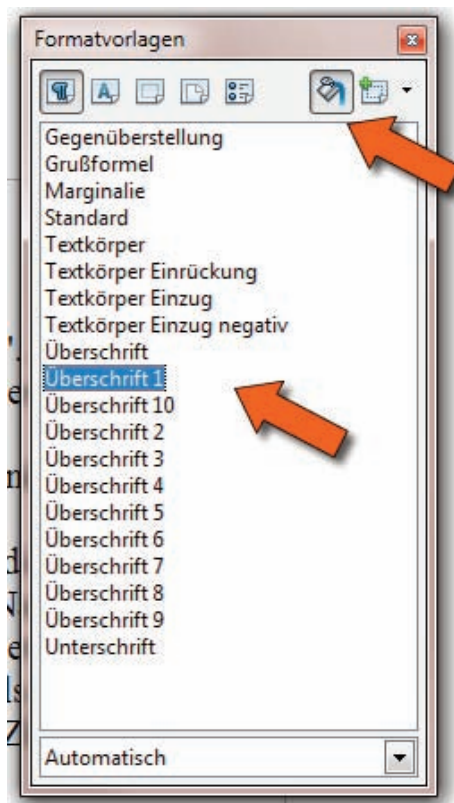 Formatvorlagen
Gegenüberstellung
Grußformel
Marginalie
Standard
Textkörper
Textkörper Einrückung
Textkörper Einzug
Textkörper Einzug negativ
Überschrift
Überschrift 1
Überschrift 10
Überschrift 2
Überschrift 3
Überschrift 4
Überschrift 5
Überschrift 6
Überschrift 7
Überschrift 8
Überschrift 9
Unterschrift
Automatisch